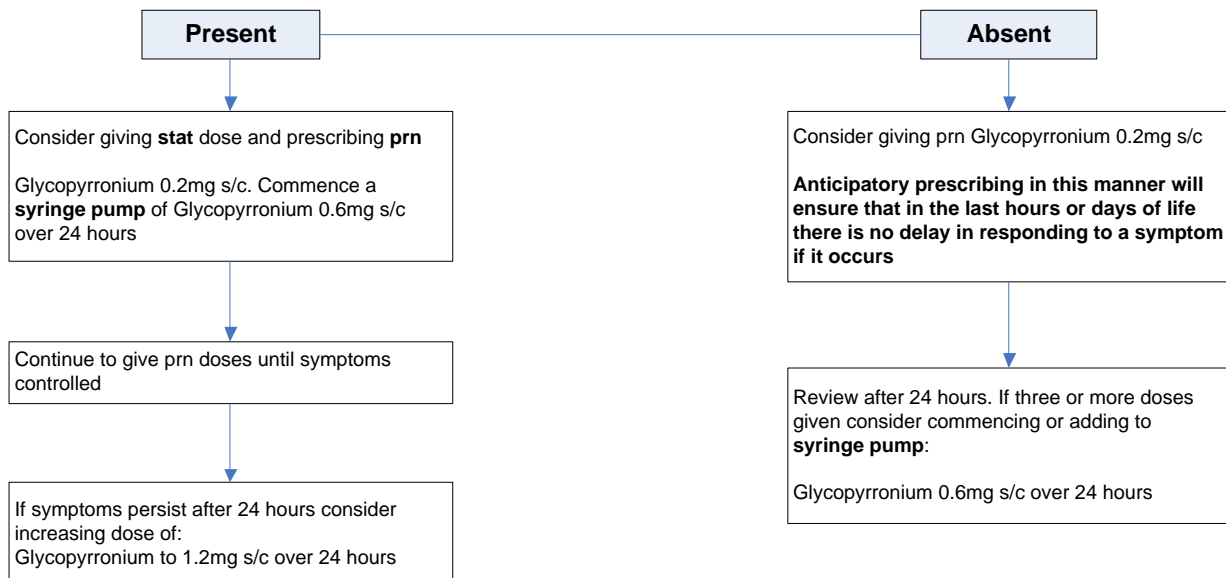 Present
Consider giving stat dose and prescribing prn
Glycopyrronium 0.2mg s/c. Commence a
syringe pump of Glycopyrronium 0.6mg s/c
over 24 hours
Continue to give prn doses until symptoms
controlled
If symptoms persist after 24 hours consider
increasing dose of:
Glycopyrronium to 1.2mg s/c over 24 hours
Absent
Consider giving prn Glycopyrronium 0.2mg s/c
Anticipatory prescribing in this manner will
ensure that in the last hours or days of life
there is no delay in responding to a symptom
if it occurs
Review after 24 hours. If three or more doses
given consider commencing or adding to
syringe pump:
Glycopyrronium 0.6mg s/c over 24 hours